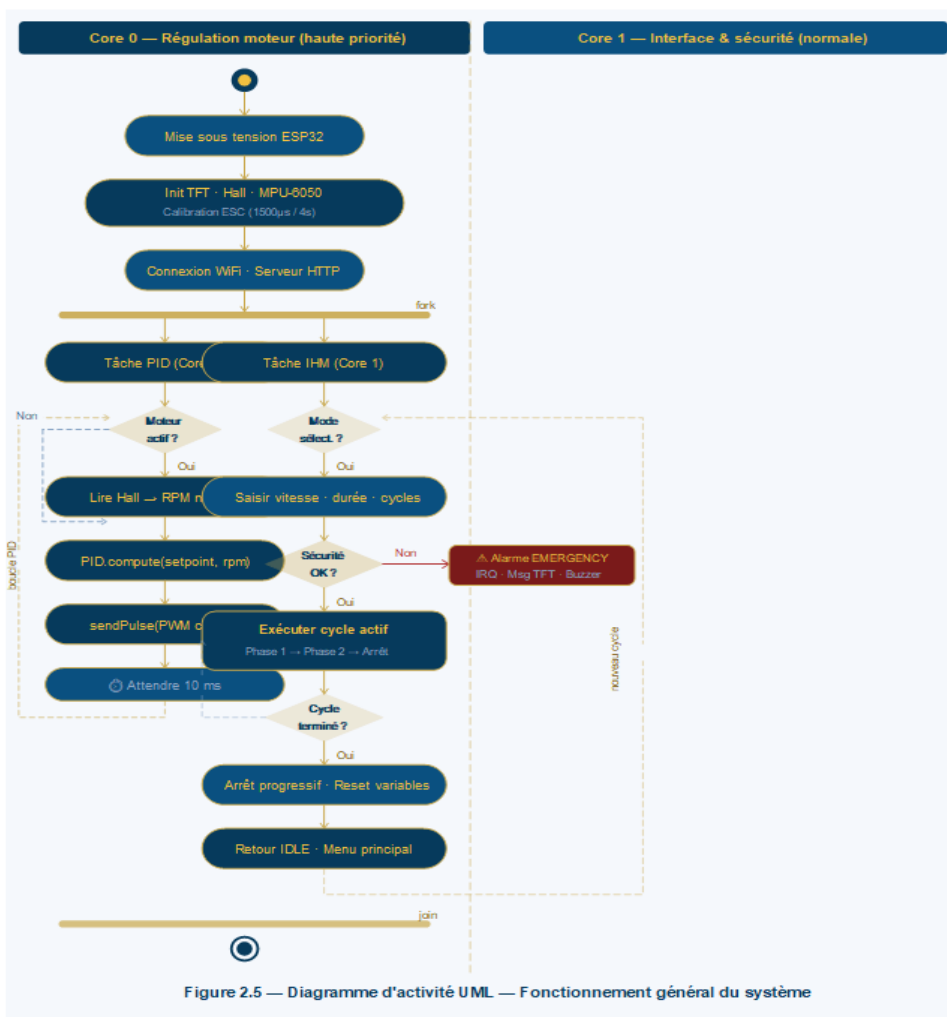 Core 0 — Régulation moteur (haute priorité)
Core 1 — Interface & sécurité (normale)
Mise sous tension ESP32
Init TFT · Hall · MPU-6050
Calibration ESC (1500µs / 4s)
Connexion WiFi · Serveur HTTP
fork
Tâche PID (Core
Tâche IHM (Core 1)
Non
Moteur
actif ?
Mode
sélect. ?
Oui
Oui
Lire Hall → RPM
Saisir vitesse · durée · cycles
boucle PID
PID.compute(setpoint, rpm)
Sécurité
OK ?
Non
⚠ Alarme EMERGENCY
IRQ · Msg TFT · Buzzer
Oui
sendPulse(PWM
Exécuter cycle actif
Phase 1 → Phase 2 → Arrêt
nouveau cycle
⏱ Attendre 10 ms
Cycle
terminé ?
Oui
Arrêt progressif · Reset variables
Retour IDLE · Menu principal
join
Figure 2.5 — Diagramme d'activité UML — Fonctionnement général du système